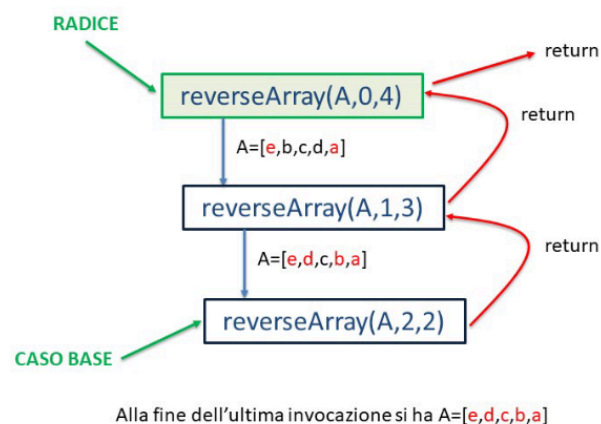 RADICE
return
reverseArray(A,0,4)
return
A=[e,b,c,d,a]
reverseArray(A,1,3)
return
A=[e,d,c,b,a]
reverseArray(A,2,2)
CASO BASE
Alla fine dell'ultima invocazione si ha A=[e,d,c,b,a]